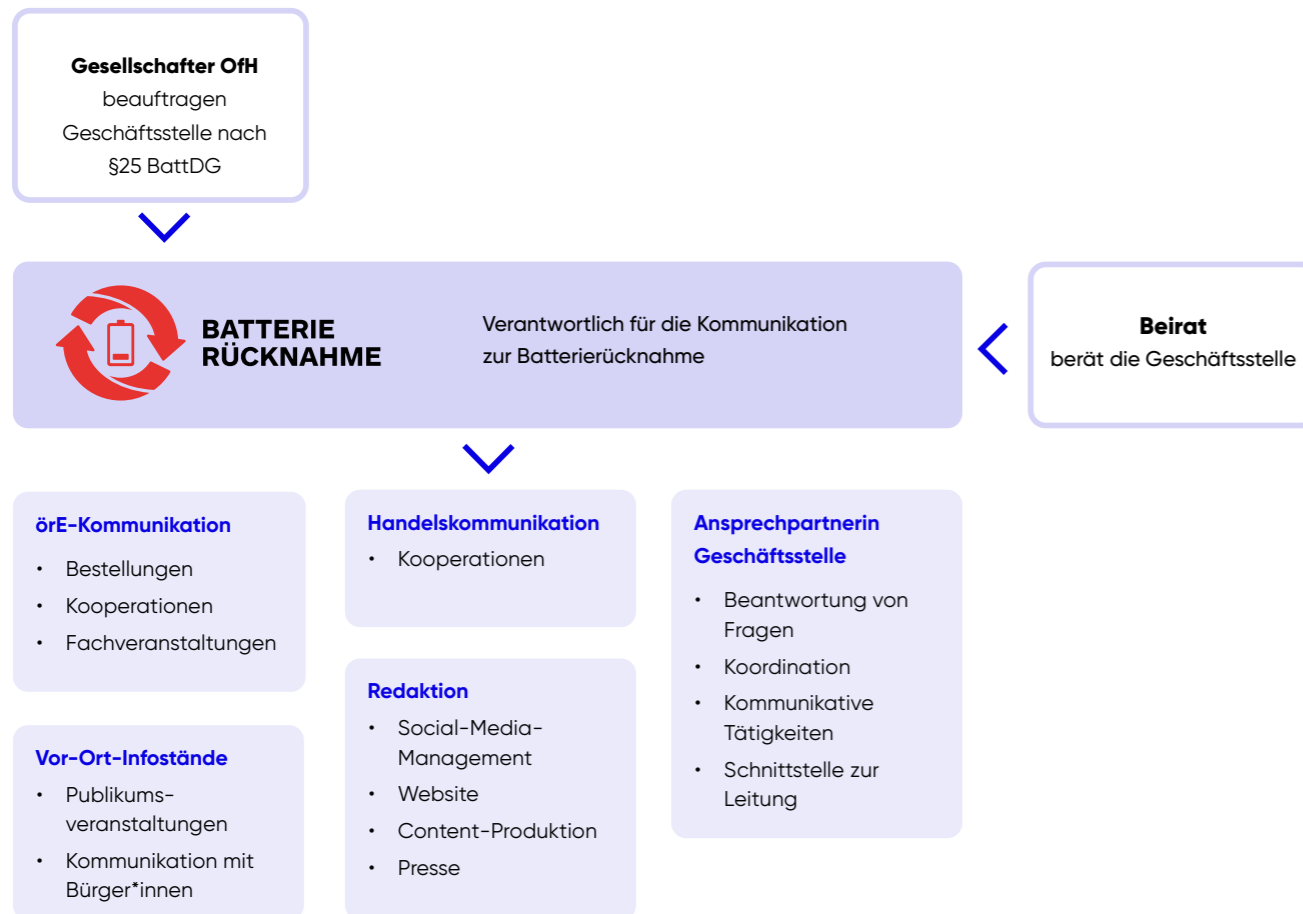 Gesellschafter OfH
beauftragen
Geschäftsstelle nach
§25 BattDG
BATTERIE
RÜCKNAHME
Verantwortlich für die Kommunikation
zur Batterierücknahme
Beirat
berät die Geschäftsstelle
örE-Kommunikation
• Bestellungen
• Kooperationen
• Fachveranstaltungen
Vor-Ort-Infostände
• Publikums-
veranstaltungen
• Kommunikation mit
Bürger*innen
Handelskommunikation
• Kooperationen
Redaktion
• Social-Media-
Management
• Website
• Content-Produktion
• Presse
Ansprechpartnerin
Geschäftsstelle
• Beantwortung von
Fragen
• Koordination
• Kommunikative
Tätigkeiten
• Schnittstelle zur
Leitung